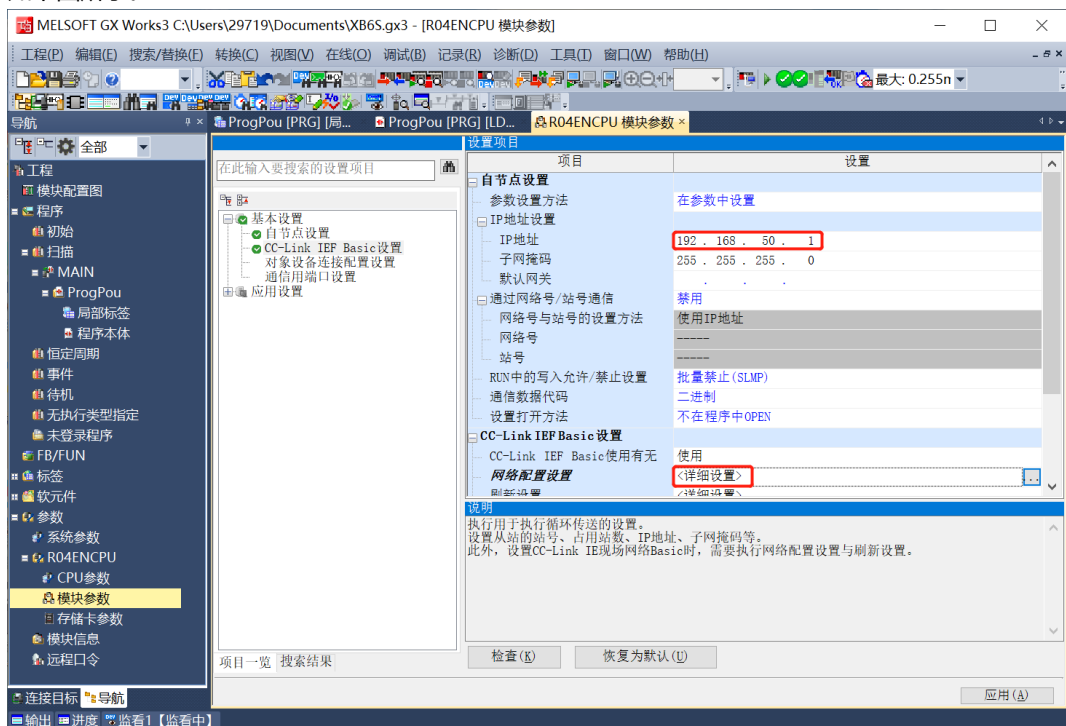 MELSOFT GX Works3 C:\Users\29719\Documents\XB6S.gx3 - [R04ENCPU 模块参数]
工程(P) 编辑(E) 搜索/替换(F) 转换(C) 视图(V) 在线(O) 调试(B) 记录(R) 诊断(D) 工具(T) 窗口(W) 帮助(H)
最大: 0.255n
导航
ProgPou [PRG] [局... ProgPou [PRG] [LD... R04ENCPU 模块参数
全部
工程
模块配置图
程序
初始
扫描
MAIN
ProgPou
局部标签
程序本体
恒定周期
事件
待机
无执行类型指定
未登录程序
FB/FUN
标签
软元件
参数
系统参数
R04ENCPU
CPU参数
模块参数
存储卡参数
模块信息
远程口令
连接目标 导航
在此输入要搜索的设置项目
基本设置
自节点设置
CC-Link IEF Basic设置
对象设备连接配置设置
通信用端口设置
应用设置
项目一览 搜索结果
设置项目
项目 设置
自节点设置
参数设置方法 在参数中设置
IP地址设置
IP地址 192 . 168 . 50 . 1
子网掩码 255 . 255 . 255 . 0
默认网关 . . .
通过网络号/站号通信 禁用
网络号与站号的设置方法 使用IP地址
网络号 -----
站号 -----
RUN中的写入允许/禁止设置 批量禁止(SLMP)
通信数据代码 二进制
设置打开方法 不在程序中OPEN
CC-Link IEF Basic设置
CC-Link IEF Basic使用有无 使用
网络配置设置 <详细设置>
刷新设置 <详细设置>
说明
执行用于执行循环传送的设置。
设置从站的站号、占用站数、IP地址、子网掩码等。
此外，设置CC-Link IE现场网络Basic时，需要执行网络配置设置与刷新设置。
检查(K) 恢复为默认(U)
应用(A)
输出 进度 监看1【监看中】